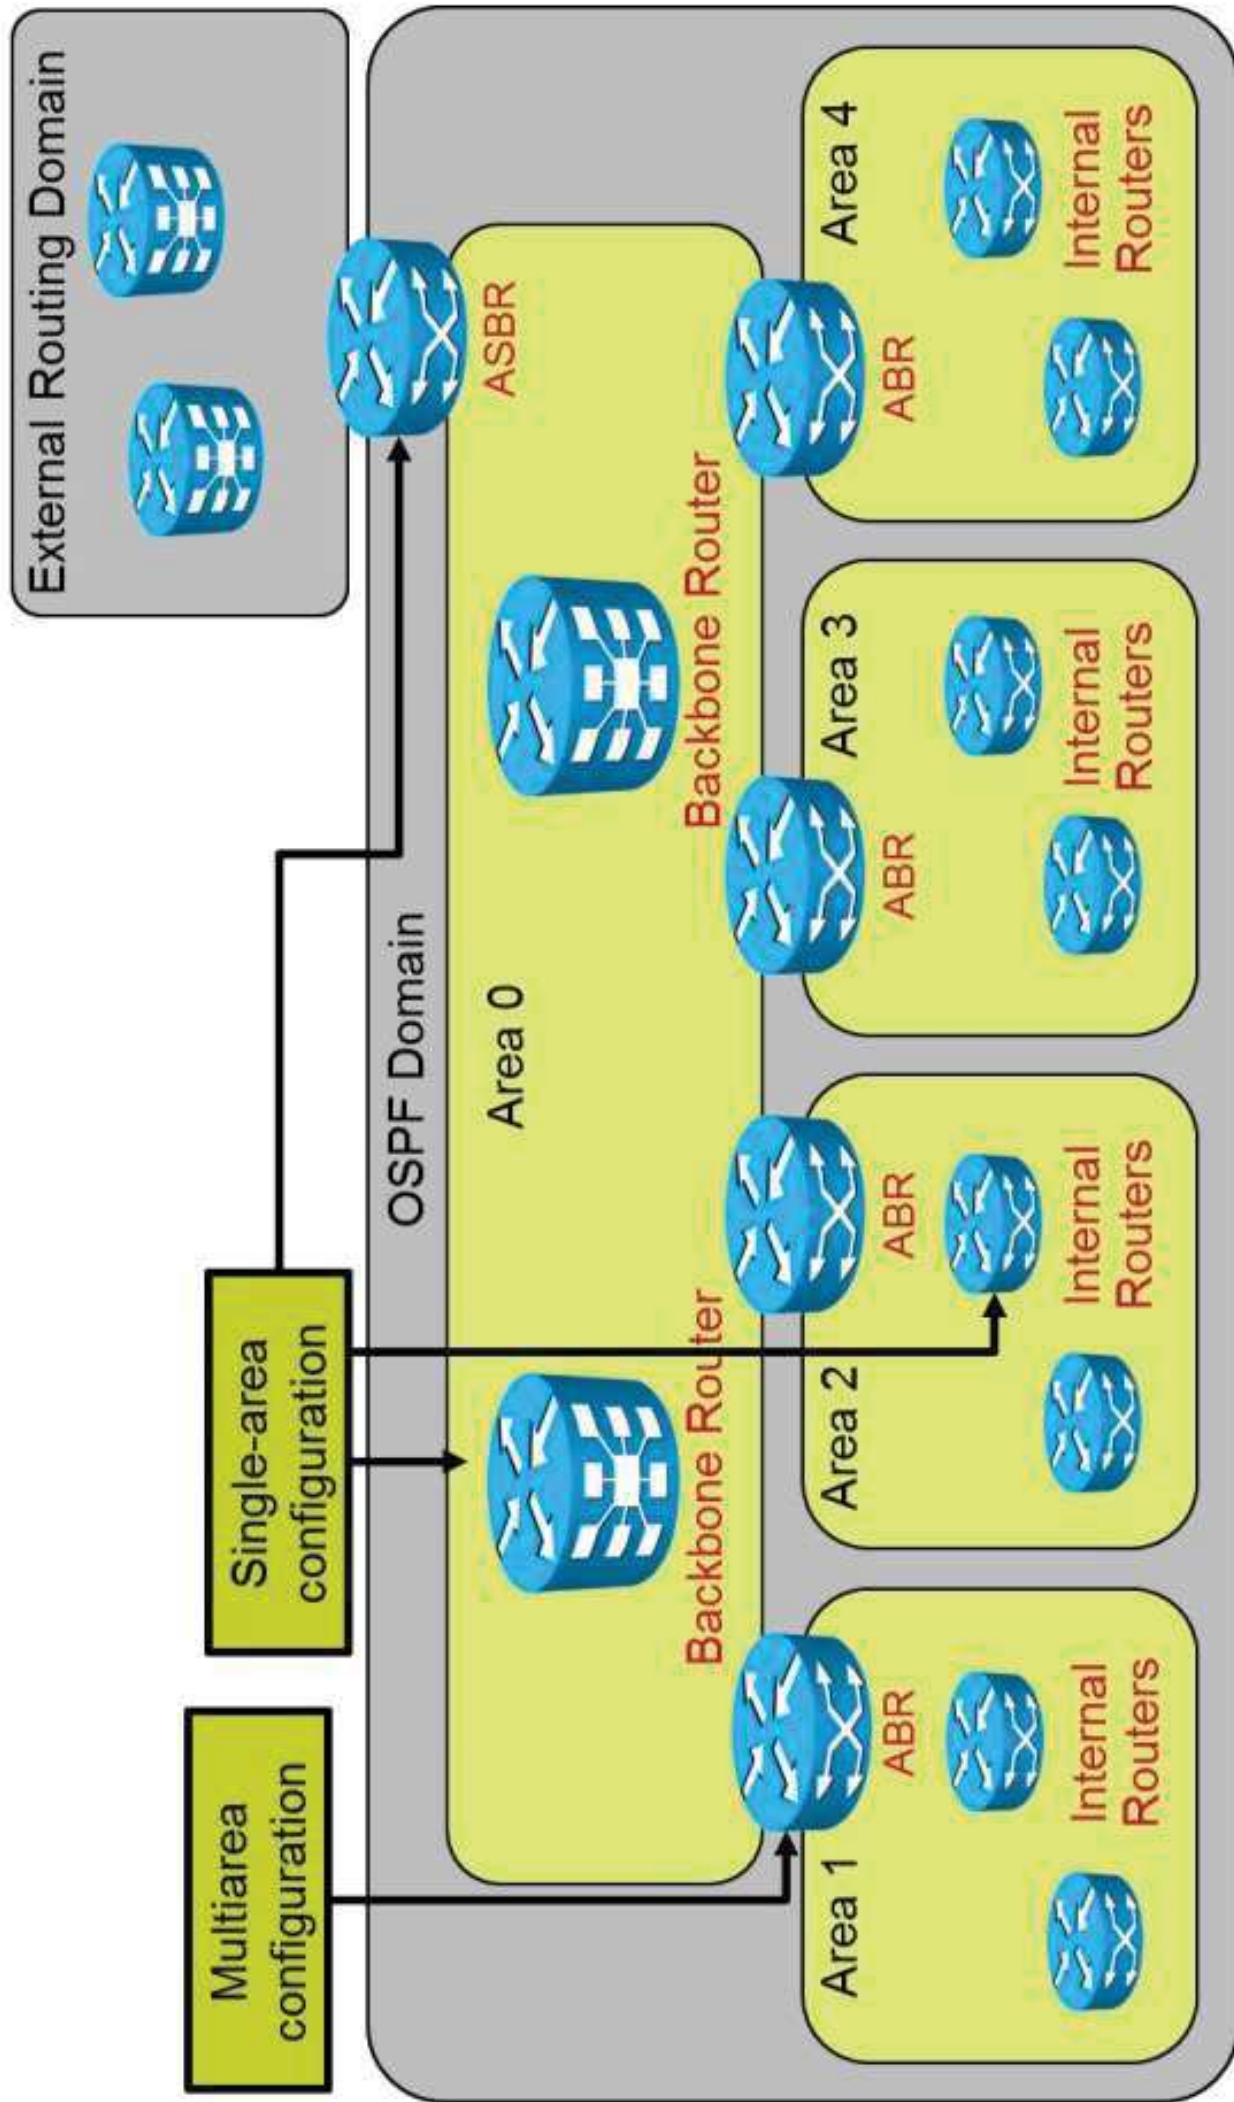 Multiarea
configuration
Single-area
configuration
External Routing Domain
OSPF Domain
ASBR
Area 0
Backbone Router
Backbone Router
ABR
ABR
ABR
ABR
Area 1
Area 2
Area 3
Area 4
Internal
Routers
Internal
Routers
Internal
Routers
Internal
Routers